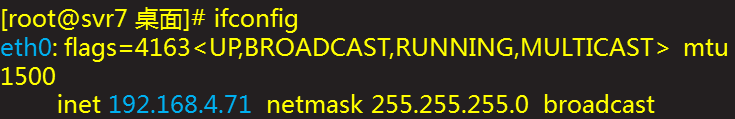 [root@svr7 桌面]# ifconfig
eth0: flags=4163<UP,BROADCAST,RUNNING,MULTICAST>  mtu
1500
        inet 192.168.4.71  netmask 255.255.255.0  broadcast